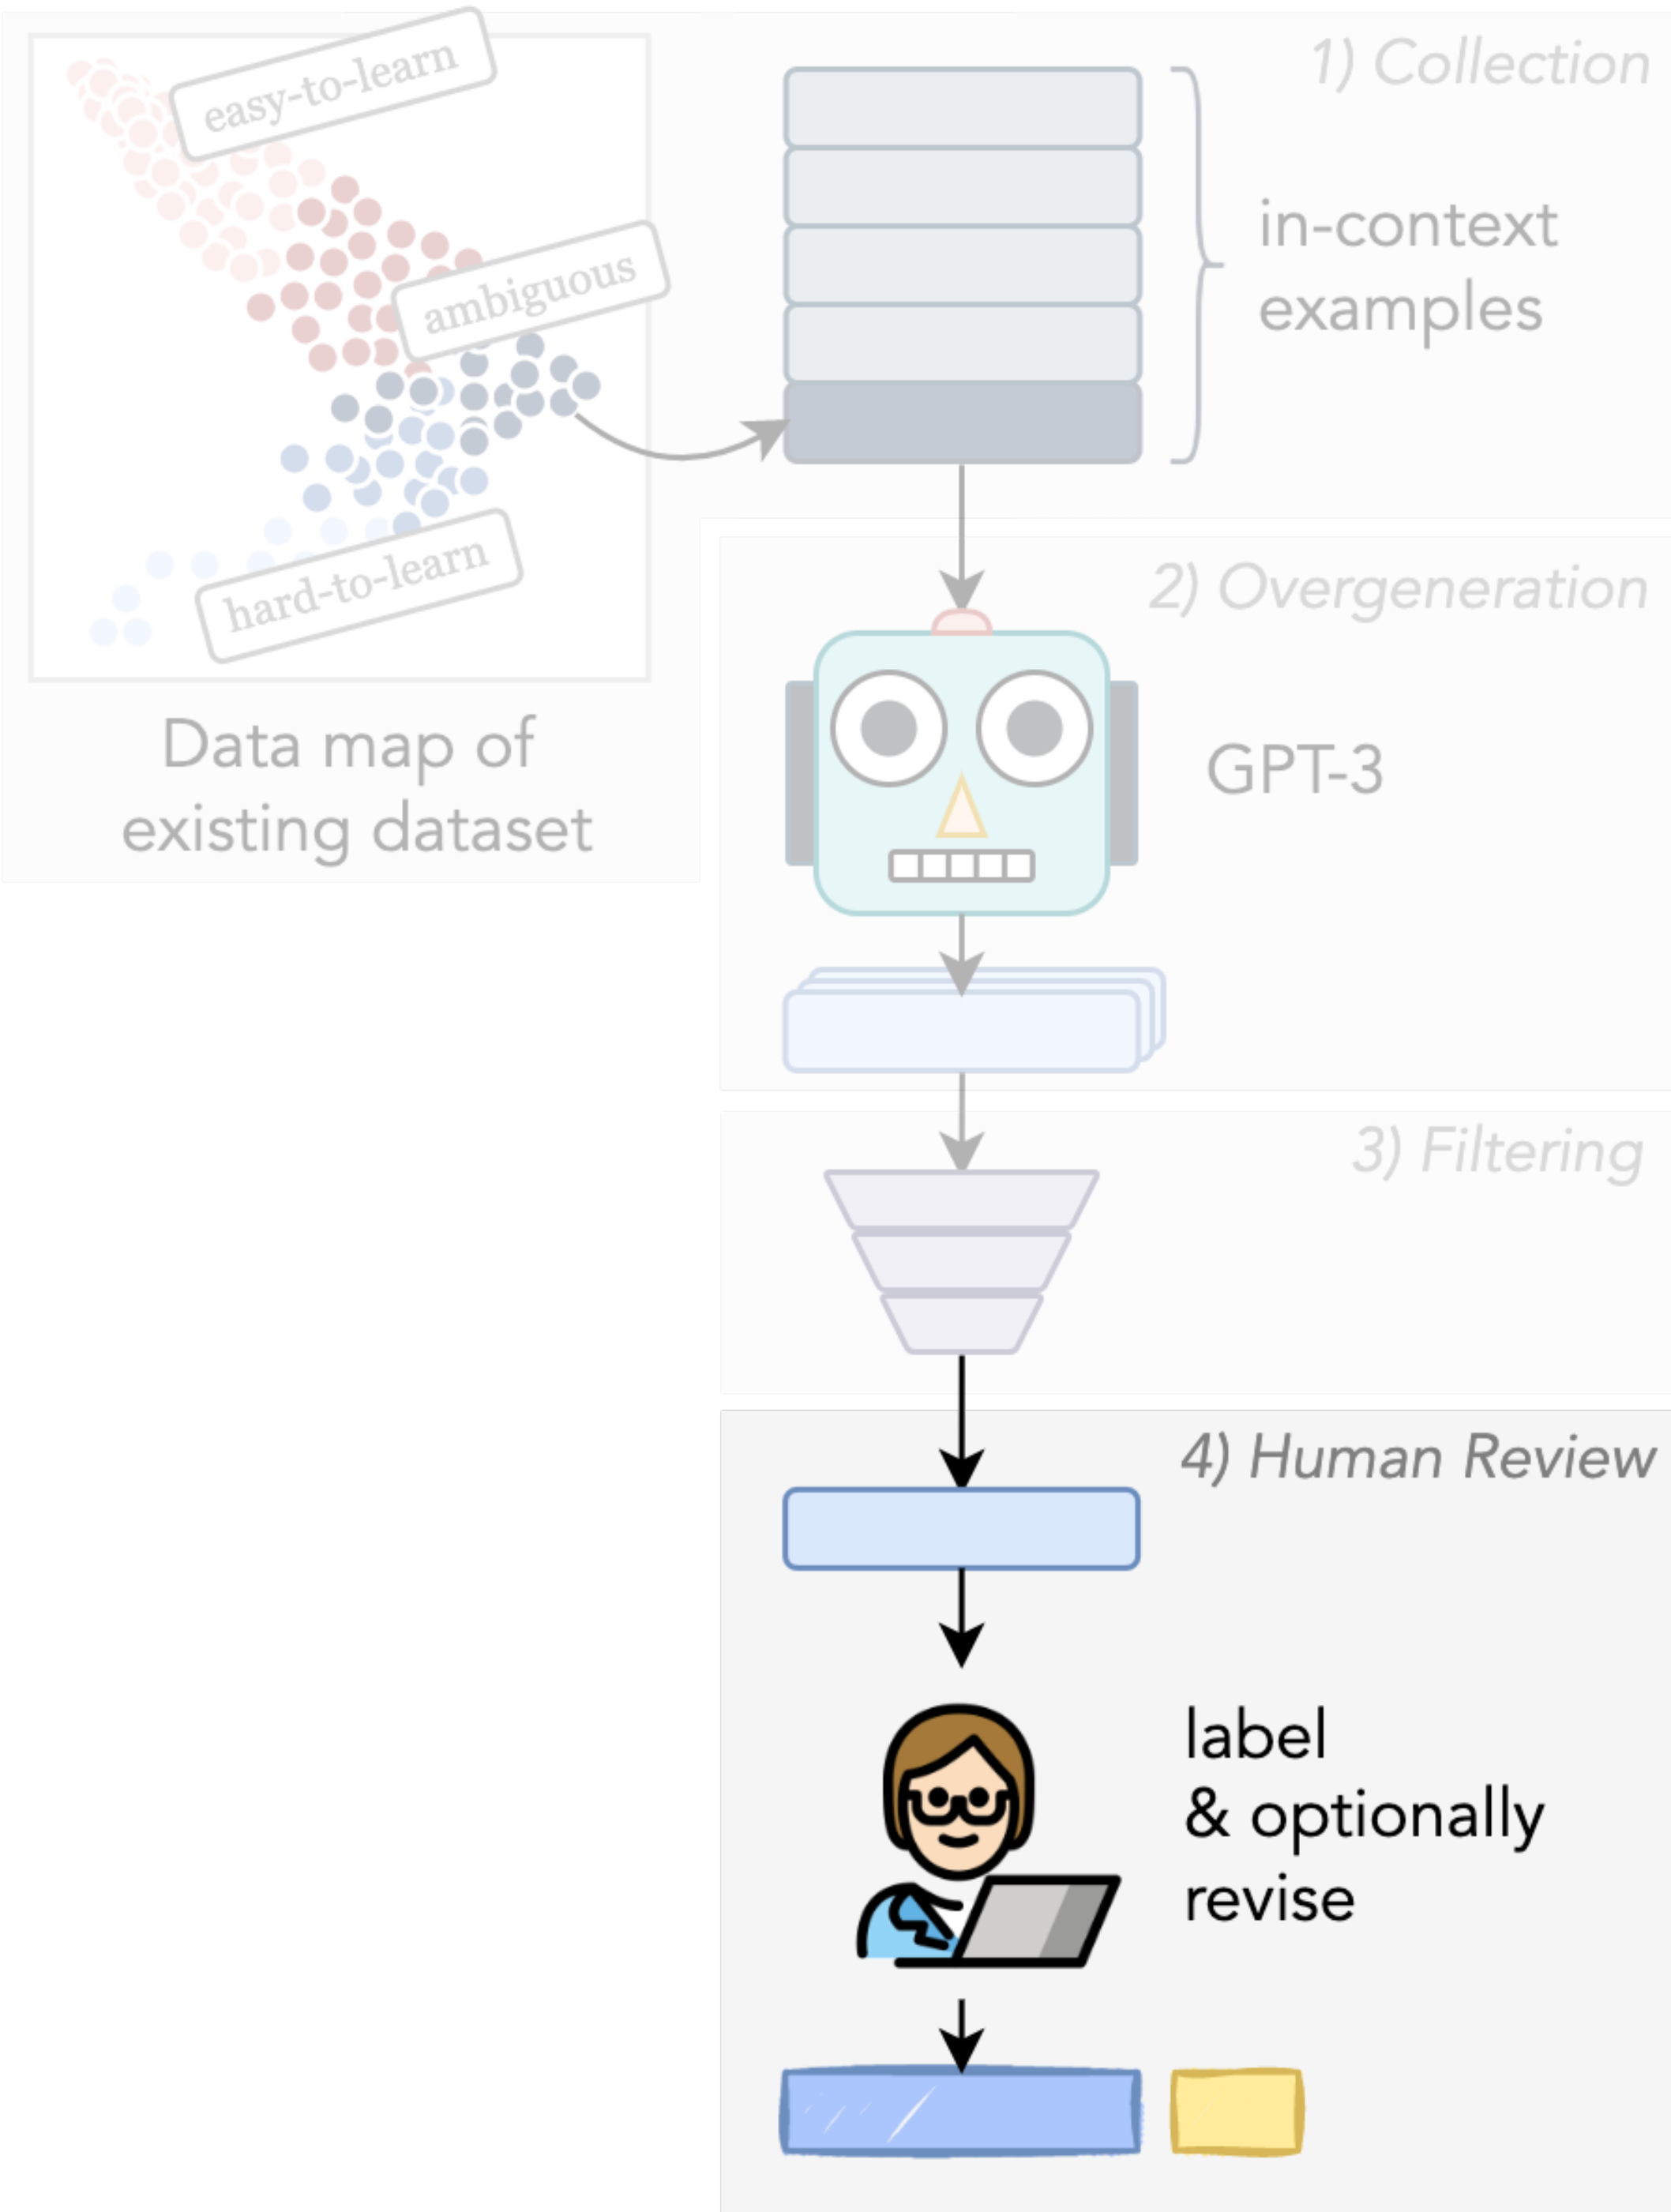 easy-to-learn
ambiguous
hard-to-learn
Data map of
existing dataset
1) Collection
in-context
examples
2) Overgeneration
GPT-3
3) Filtering
4) Human Review
label
& optionally
revise